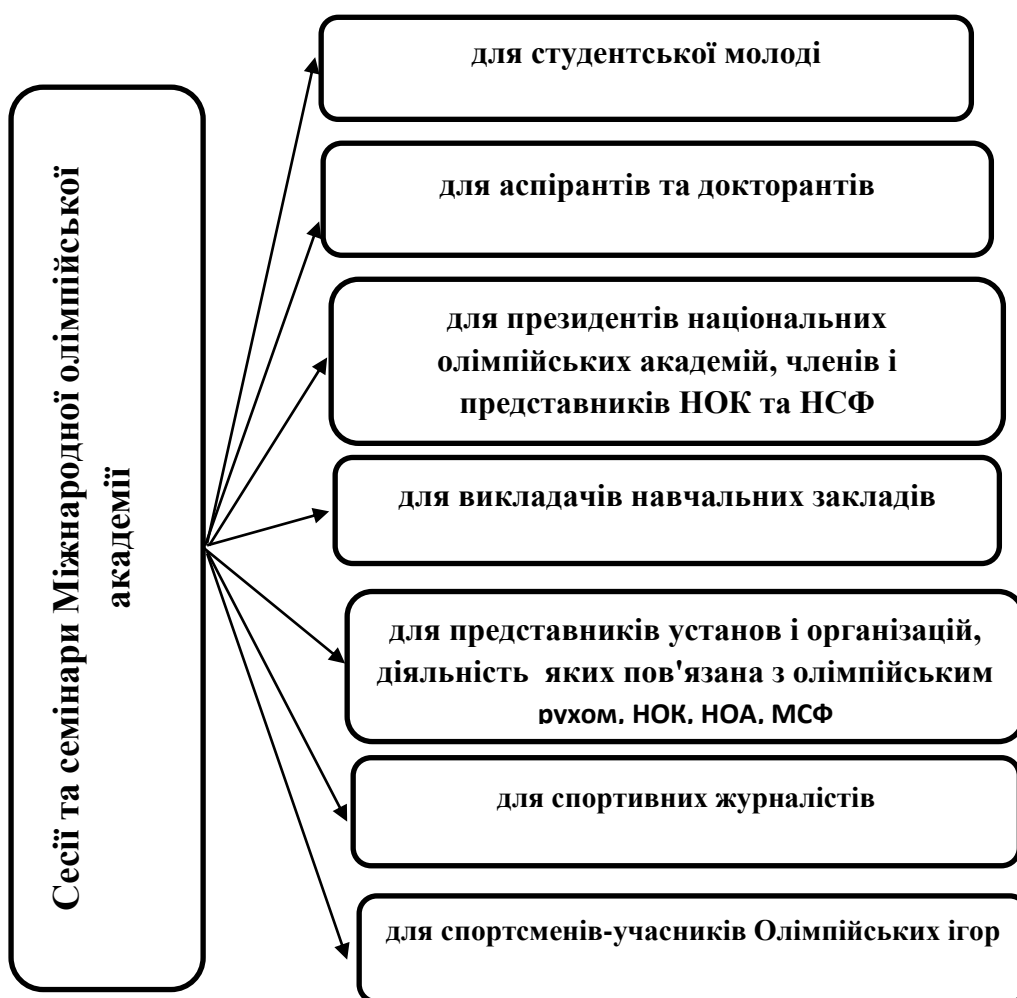 Сесії та семінари Міжнародної олімпійської
академії
для студентської молоді
для аспірантів та докторантів
для президентів національних
олімпійських академій, членів і
представників НОК та НСФ
для викладачів навчальних закладів
для представників установ і організацій,
діяльність яких пов'язана з олімпійським
рухом, НОК, НОА, МСФ
для спортивних журналістів
для спортсменів-учасників Олімпійських ігор